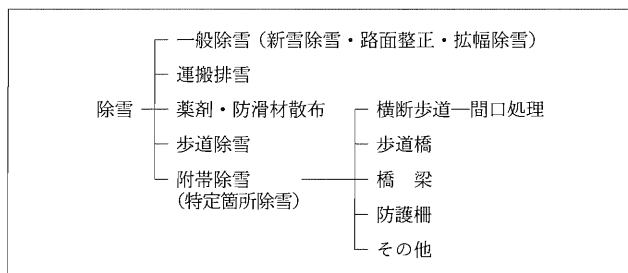 一般除雪(新雪除雪・路面整正・拡幅除雪)
運搬排雪
除雪 薬剤・防滑材散布 横断歩道―間口処理
歩道除雪 歩道橋
附帯除雪 橋 梁
(特定箇所除雪)
防護柵
その他